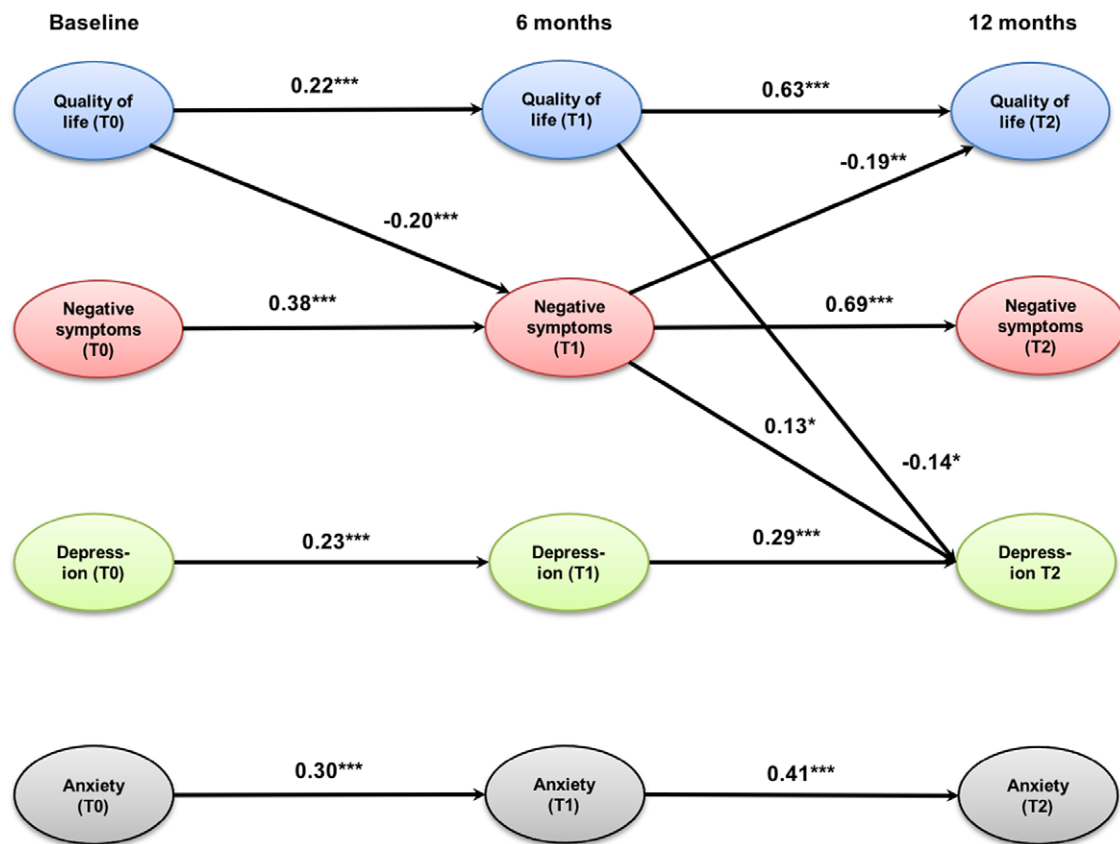 Baseline
6 months
12 months
Quality of
life (T0)
0.22***
Quality of
life (T1)
0.63***
Quality of
life (T2)
-0.20***
-0.19**
Negative
symptoms
(T0)
0.38***
Negative
symptoms
(T1)
0.69***
Negative
symptoms
(T2)
0.13*
-0.14*
Depress-
ion (T0)
0.23***
Depress-
ion (T1)
0.29***
Depress-
ion T2
Anxiety
(T0)
0.30***
Anxiety
(T1)
0.41***
Anxiety
(T2)